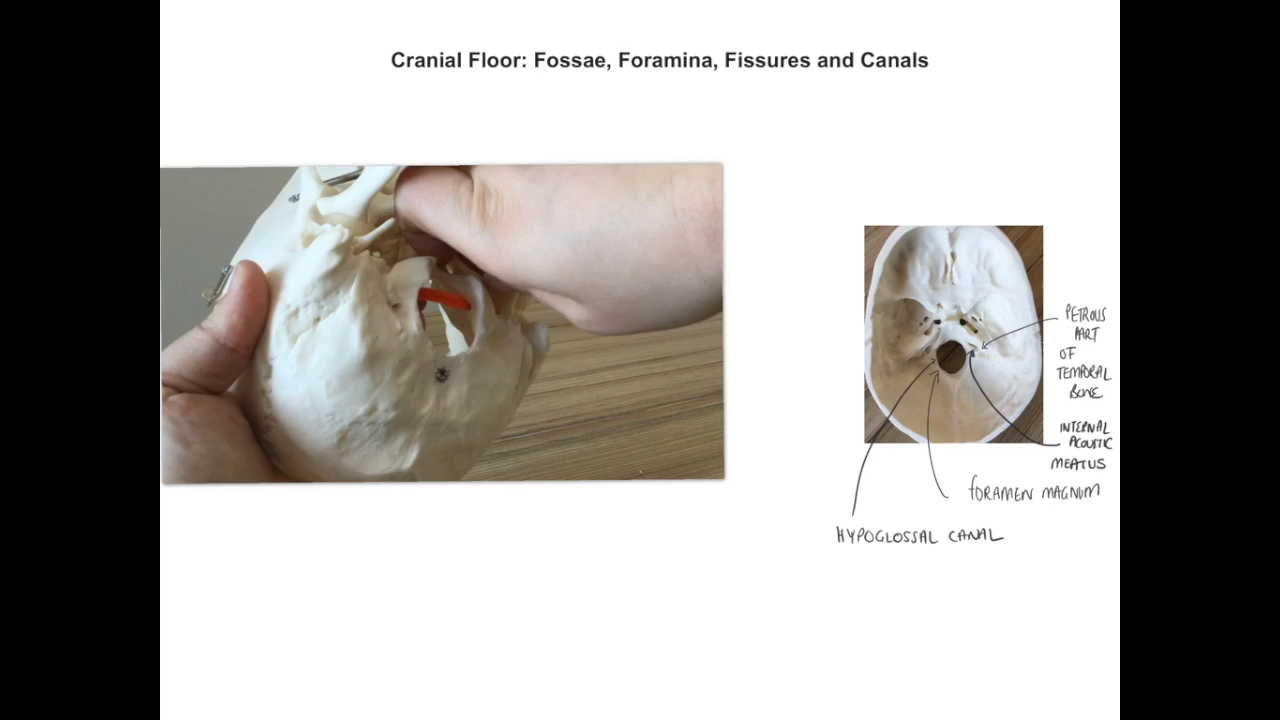 Cranial Floor: Fossae, Foramina, Fissures and Canals
PETROUS
PART
OF
TEMPORAL
BONE
INTERNAL
ACOUSTIC
MEATUS
FORAMEN MAGNUM
HYPOGLOSSAL CANAL